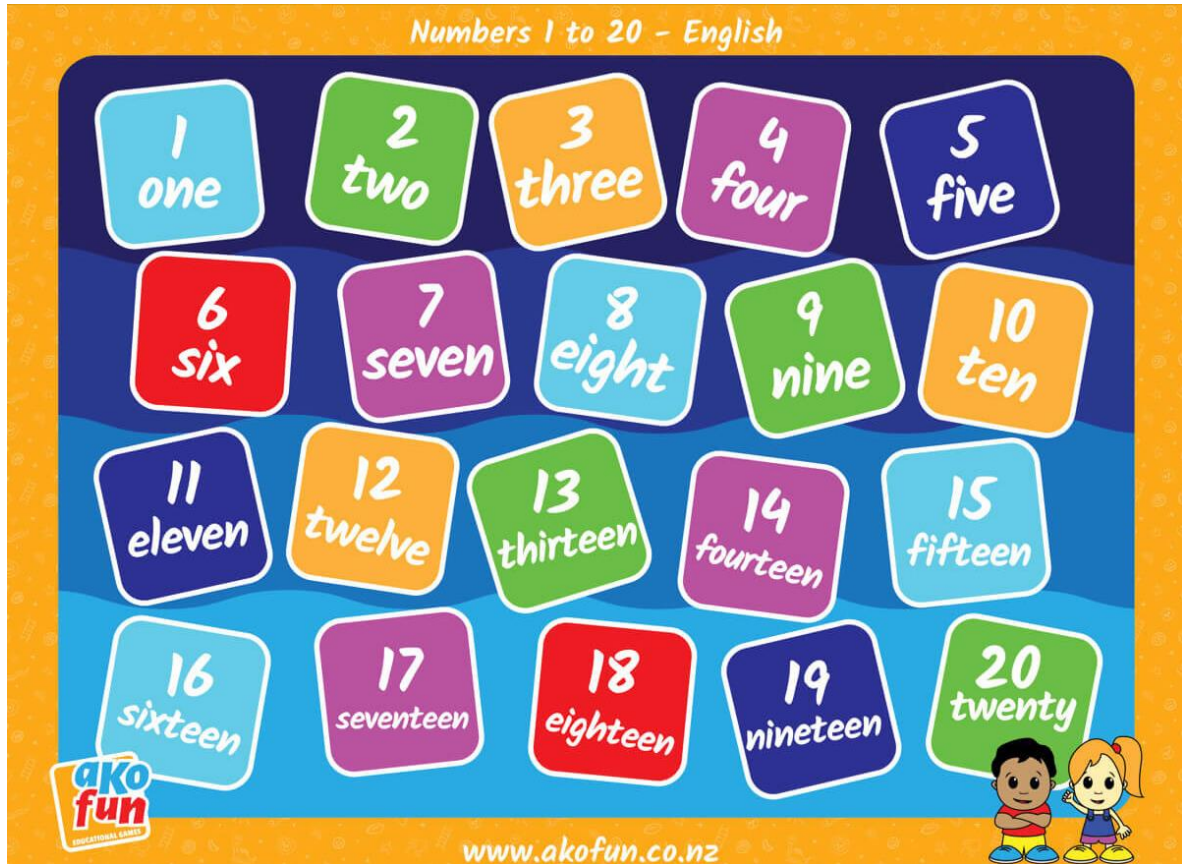 Numbers 1 to 20 - English
1
one
2
two
3
three
4
four
5
five
6
six
7
seven
8
eight
9
nine
10
ten
11
eleven
12
twelve
13
thirteen
14
fourteen
15
fifteen
16
sixteen
17
seventeen
18
eighteen
19
nineteen
20
twenty
ako
fun
EDUCATIONAL GAMES
www.akofun.co.nz